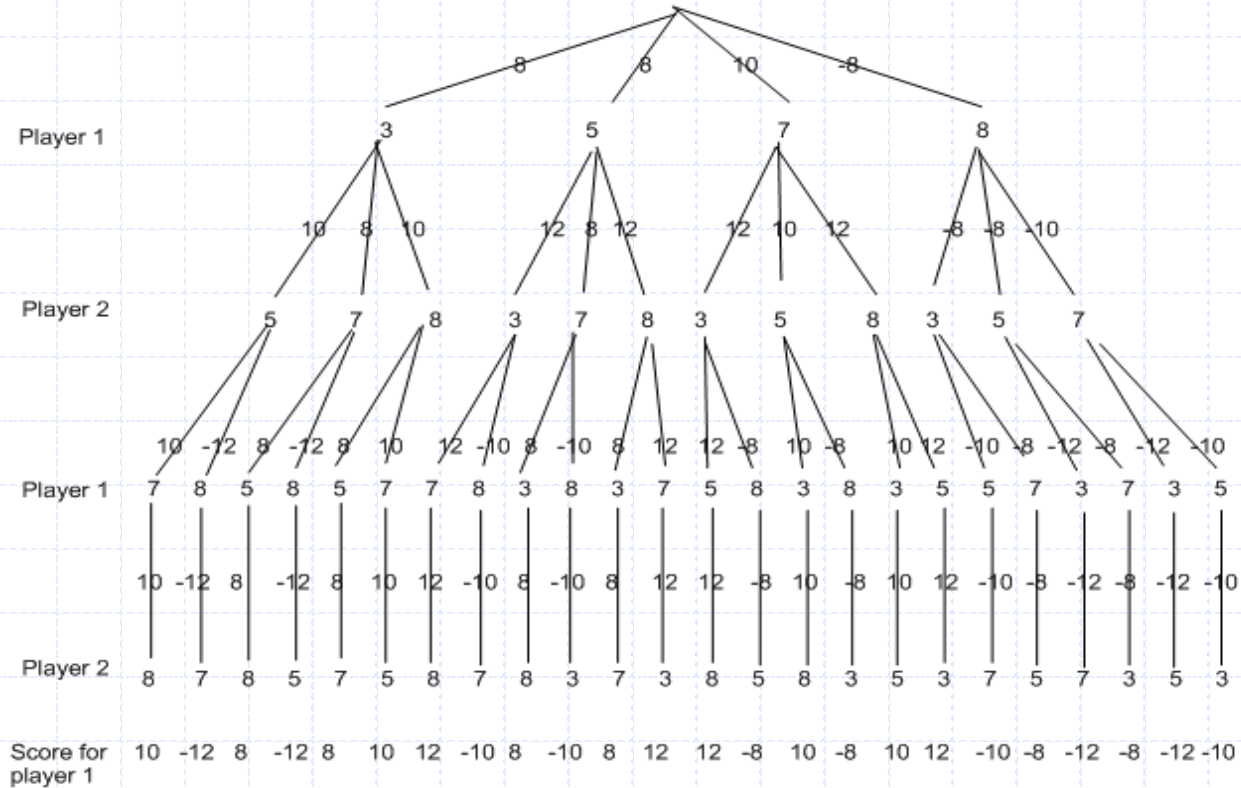 8 8 10 -8
Player 1 3 5 7 8
10 8 10 12 8 12 12 10 12 -8 -8 -10
Player 2 5 7 8 3 7 8 3 5 8 3 5 7
10 -12 8 -12 8 10 12 -10 8 -10 8 12 12 -8 10 -8 10 12 -10 -8 -12 -8 -12 -10
Player 1 7 8 5 8 5 7 7 8 3 8 3 7 5 8 3 8 3 5 5 7 3 7 3 5
10 -12 8 -12 8 10 12 -10 8 -10 8 12 12 -8 10 -8 10 12 -10 -8 -12 -8 -12 -10
Player 2 8 7 8 5 7 5 8 7 8 3 7 3 8 5 8 3 5 3 7 5 7 3 5 3
Score for 10 -12 8 -12 8 10 12 -10 8 -10 8 12 12 -8 10 -8 10 12 -10 -8 -12 -8 -12 -10
player 1